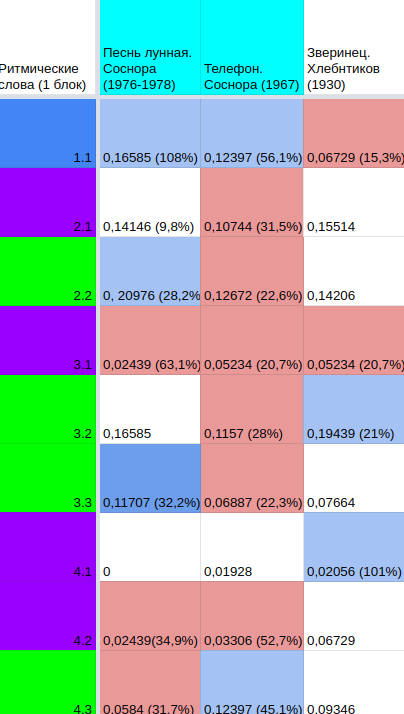 Ритмические
слова (1 блок)
Песнь лунная.
Соснора
(1976-1978)
Телефон.
Соснора (1967)
Зверинец.
Хлебнтиков
(1930)
1.1 0,16585 (108%) 0,12397 (56,1%) 0,06729 (15,3%)
2.1 0,14146 (9,8%) 0,10744 (31,5%) 0,15514
2.2 0, 20976 (28,2% 0,12672 (22,6%) 0,14206
3.1 0,02439 (63,1%) 0,05234 (20,7%) 0,05234 (20,7%)
3.2 0,16585 0,1157 (28%) 0,19439 (21%)
3.3 0,11707 (32,2%) 0,06887 (22,3%) 0,07664
4.1 0 0,01928 0,02056 (101%)
4.2 0,02439(34,9%) 0,03306 (52,7%) 0,06729
4.3 0,0584 (31,7%) 0,12397 (45,1%) 0,09346